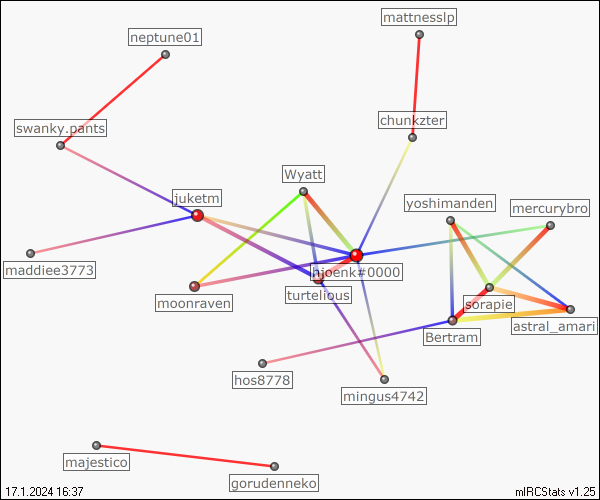 mattnesslp
neptune01
chunkzter
swanky.pants
Wyatt
juketm
yoshimanden
mercurybro
maddiee3773
hjoenk#0000
moonraven
turtelious
sorapie
astral_amari
Bertram
hos8778
mingus4742
majestico
gorudenneko
17.1.2024 16:37
mIRCStats v1.25